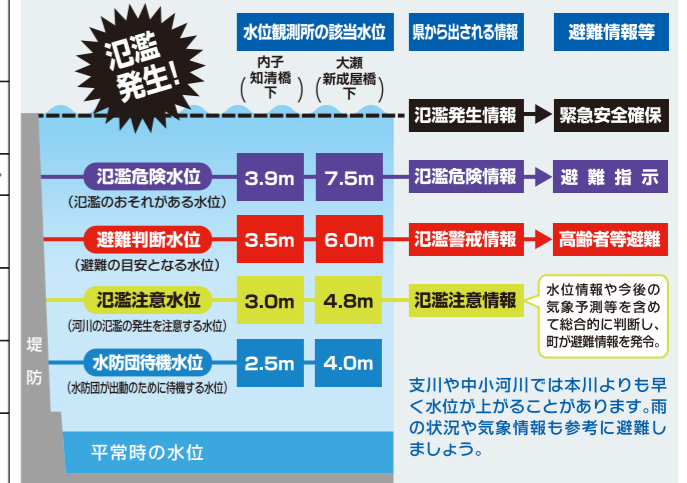 氾濫
発生!
水位観測所の該当水位
県から出される情報
避難情報等
内子
(知清橋下)
大瀬
(新成屋橋下)
氾濫発生情報
緊急安全確保
氾濫危険水位
3.9m
7.5m
氾濫危険情報
避難指示
(氾濫のおそれがある水位)
避難判断水位
3.5m
6.0m
氾濫警戒情報
高齢者等避難
(避難の目安となる水位)
氾濫注意水位
3.0m
4.8m
氾濫注意情報
(河川の氾濫の発生を注意する水位)
水位情報や今後の
気象予測等を含め
て総合的に判断し、
町が避難情報を発令。
水防団待機水位
2.5m
4.0m
(水防団が出動のために待機する水位)
堤防
支川や中小河川では本川よりも早
く水位が上がることがあります。雨
の状況や気象情報も参考に避難し
ましょう。
平常時の水位